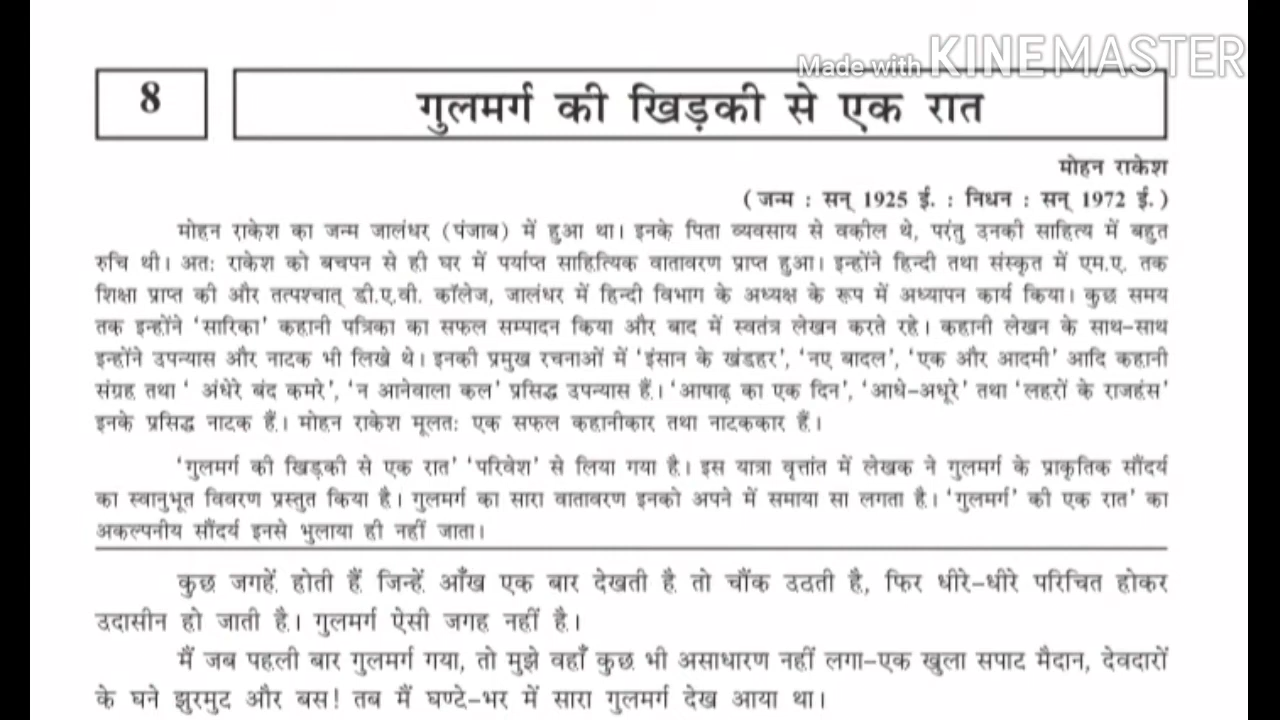 Made with KINEMASTER
8
गुलमर्ग की खिड़की से एक रात
मोहन राकेश
( जन्म : सन् 1925 ई. : निधन : सन् 1972 ई. )
मोहन राकेश का जन्म जालंधर (पंजाब) में हुआ था। इनके पिता व्यवसाय से वकील थे, परंतु उनकी साहित्य में बहुत
रुचि थी। अतः राकेश को बचपन से ही घर में पर्याप्त साहित्यिक वातावरण प्राप्त हुआ। इन्होंने हिन्दी तथा संस्कृत में एम.ए. तक
शिक्षा प्राप्त की और तत्पश्चात् डी.ए.वी. कॉलेज, जालंधर में हिन्दी विभाग के अध्यक्ष के रूप में अध्यापन कार्य किया। कुछ समय
तक इन्होंने ‘सारिका’ कहानी पत्रिका का सफल सम्पादन किया और बाद में स्वतंत्र लेखन करते रहे। कहानी लेखन के साथ-साथ
इन्होंने उपन्यास और नाटक भी लिखे थे। इनकी प्रमुख रचनाओं में ‘इंसान के खंडहर’, ‘नए बादल’, ‘एक और आदमी’ आदि कहानी
संग्रह तथा ‘ अंधेरे बंद कमरे’, ‘न आनेवाला कल’ प्रसिद्ध उपन्यास हैं। ‘आषाढ़ का एक दिन’, ‘आधे-अधूरे’ तथा ‘लहरों के राजहंस’
इनके प्रसिद्ध नाटक हैं। मोहन राकेश मूलतः एक सफल कहानीकार तथा नाटककार हैं।
‘गुलमर्ग की खिड़की से एक रात’ ‘परिवेश’ से लिया गया है। इस यात्रा वृत्तांत में लेखक ने गुलमर्ग के प्राकृतिक सौंदर्य
का स्वानुभूत विवरण प्रस्तुत किया है। गुलमर्ग का सारा वातावरण इनको अपने में समाया सा लगता है। ‘गुलमर्ग’ की एक रात’ का
अकल्पनीय सौंदर्य इनसे भुलाया ही नहीं जाता।
कुछ जगहें होती हैं जिन्हें आँख एक बार देखती है तो चौंक उठती है, फिर धीरे-धीरे परिचित होकर
उदासीन हो जाती है। गुलमर्ग ऐसी जगह नहीं है।
मैं जब पहली बार गुलमर्ग गया, तो मुझे वहाँ कुछ भी असाधारण नहीं लगा-एक खुला सपाट मैदान, देवदारों
के घने झुरमुट और बस! तब मैं घण्टे-भर में सारा गुलमर्ग देख आया था।